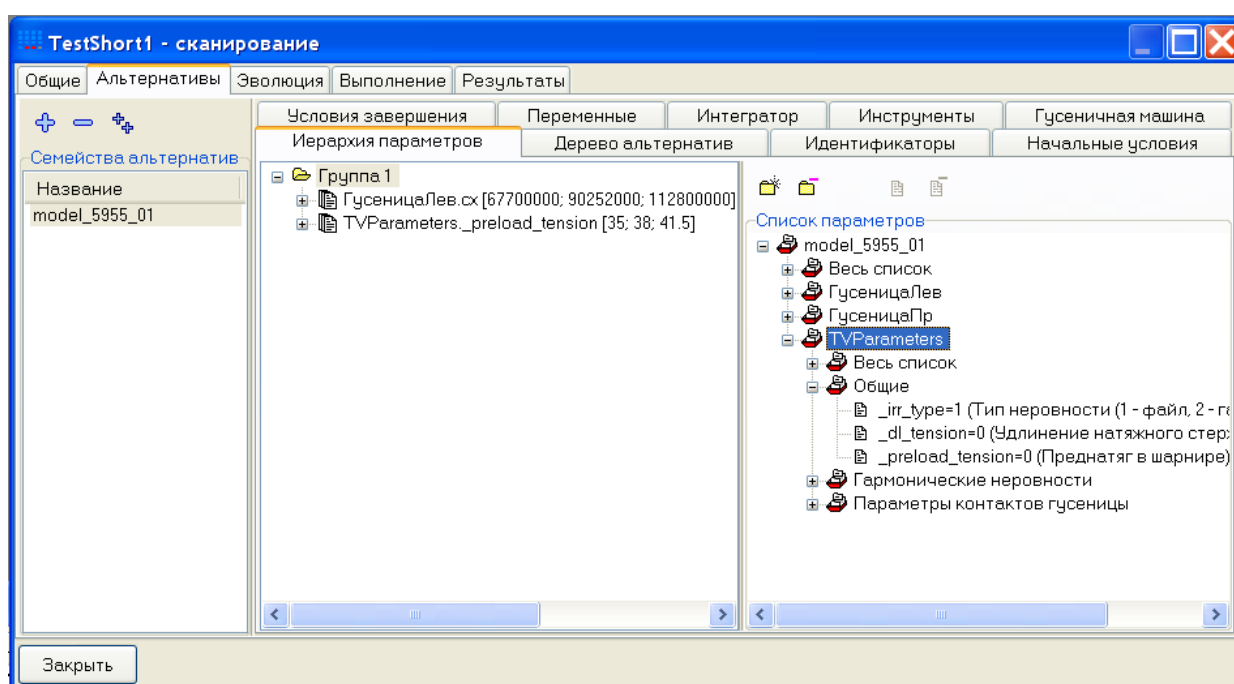 TestShort1 - сканирование
Общие Альтернативы Эволюция Выполнение Результаты
Условия завершения Переменные Интегратор Инструменты Гусеничная машина
Иерархия параметров Дерево альтернатив Идентификаторы Начальные условия
Семейства альтернатив
Название
model_5955_01
Группа 1
ГусеницаЛев.cx [67700000; 90252000; 112800000]
TVParameters._preload_tension [35; 38; 41.5]
Список параметров
model_5955_01
Весь список
ГусеницаЛев
ГусеницаПр
TVParameters
Весь список
Общие
_irr_type=1 (Тип неровности (1 - файл, 2 - га
_dl_tension=0 (Удлинение натяжного стер
_preload_tension=0 (Преднатяг в шарнире)
Гармонические неровности
Параметры контактов гусеницы
Закрыть